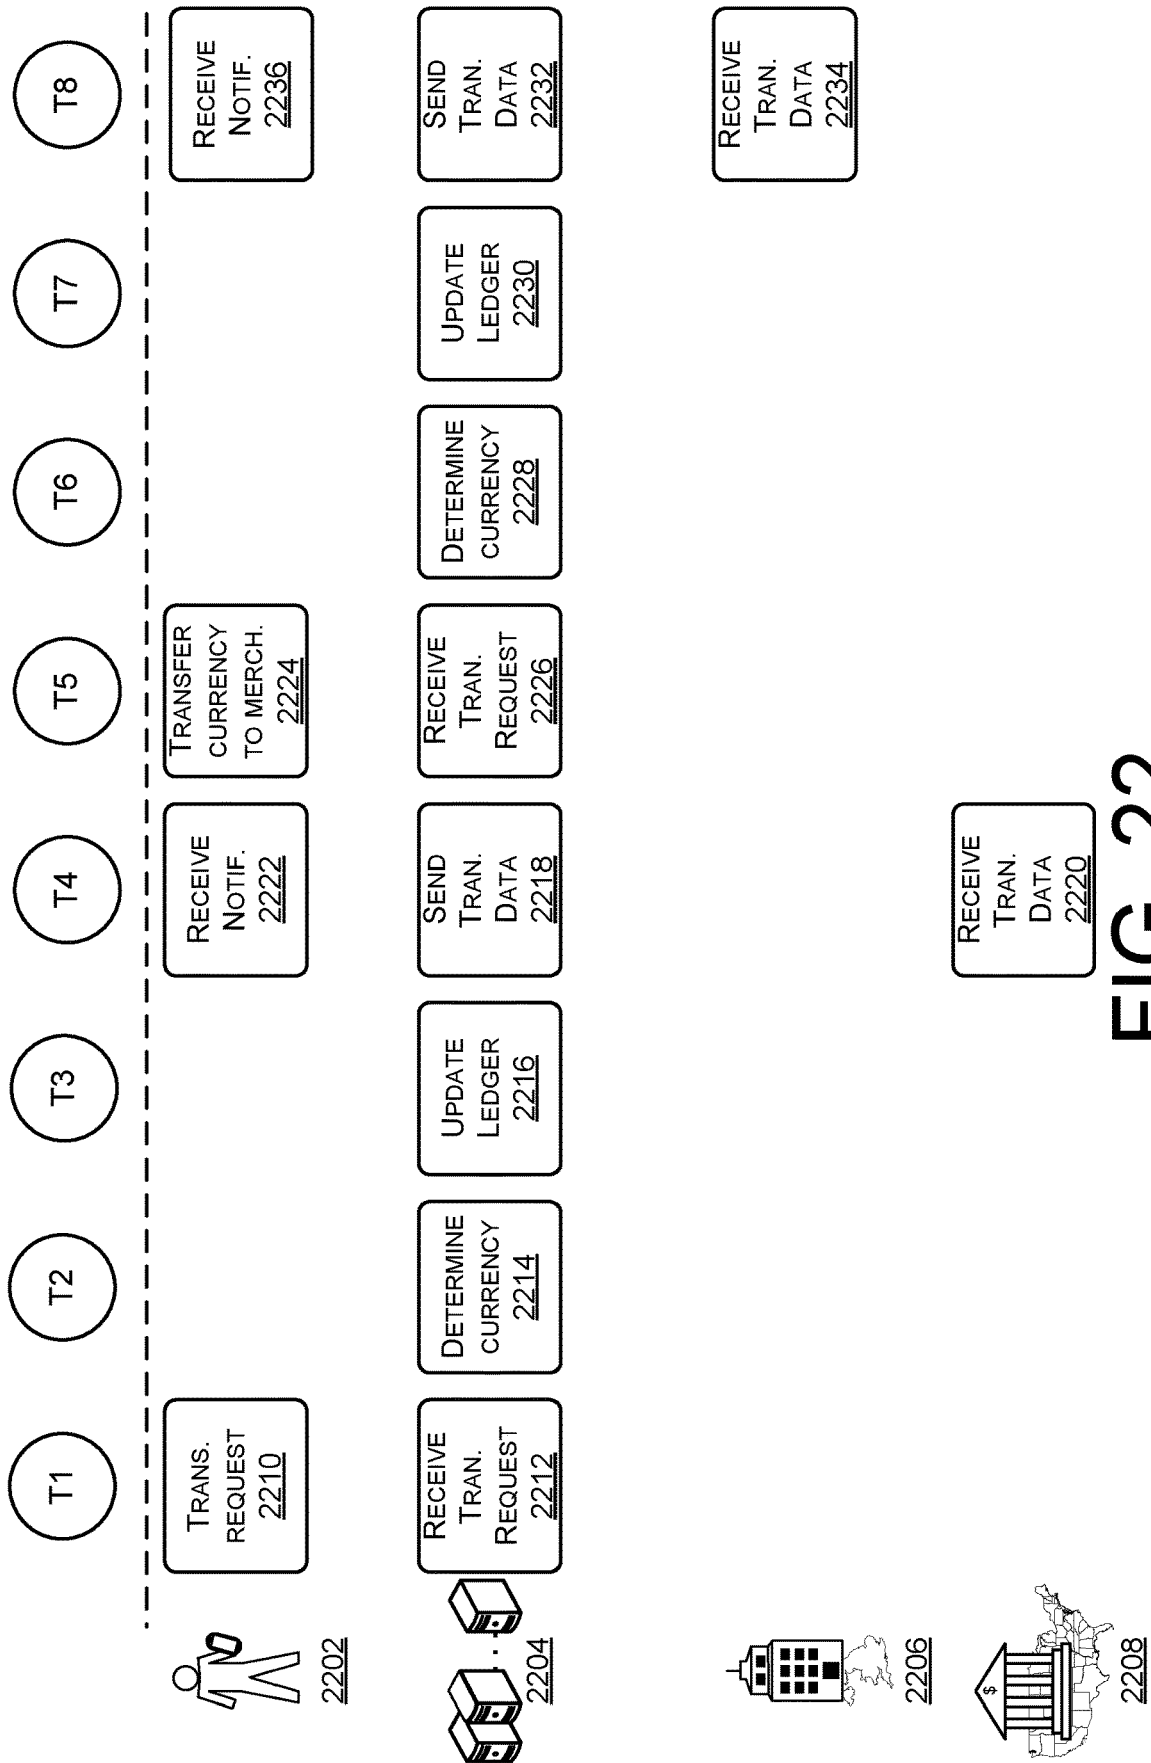 T1
T2
T3
T4
T5
T6
T7
T8
2202
TRANS.
REQUEST
2210
RECEIVE
NOTIF.
2222
TRANSFER
CURRENCY
TO MERCH.
2224
RECEIVE
NOTIF.
2236
2204
RECEIVE
TRAN.
REQUEST
2212
DETERMINE
CURRENCY
2214
UPDATE
LEDGER
2216
SEND
TRAN.
DATA
2218
RECEIVE
TRAN.
REQUEST
2226
DETERMINE
CURRENCY
2228
UPDATE
LEDGER
2230
SEND
TRAN.
DATA
2232
2206
RECEIVE
TRAN.
DATA
2234
$
2208
RECEIVE
TRAN.
DATA
2220
FIG. 22